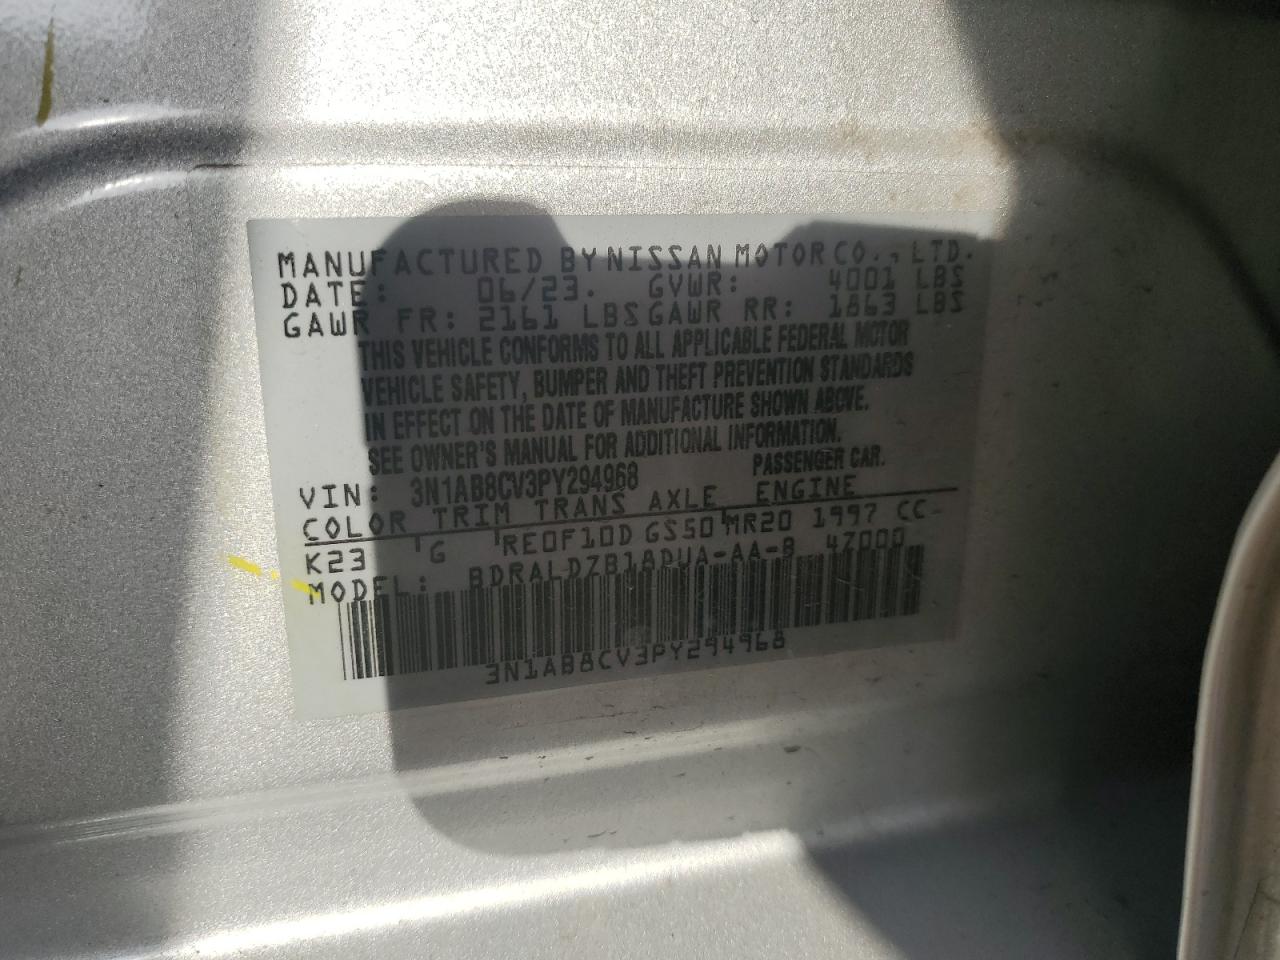 MANUFACTURED BY NISSAN MOTOR CO., LTD.
DATE: 06/23. GVWR: 4001 LBS
GAWR FR: 2161 LBS GAWR RR: 1863 LBS
THIS VEHICLE CONFORMS TO ALL APPLICABLE FEDERAL MOTOR
VEHICLE SAFETY, BUMPER AND THEFT PREVENTION STANDARDS
IN EFFECT ON THE DATE OF MANUFACTURE SHOWN ABOVE.
SEE OWNER'S MANUAL FOR ADDITIONAL INFORMATION.
VIN: 3N1AB8CV3PY294968 PASSENGER CAR.
COLOR TRIM TRANS AXLE ENGINE
K23 G RE0F10D GS50 MR20 1997 CC
MODEL: BDRALDZB18DUA-AA-B 4Z000
3N1AB8CV3PY294968